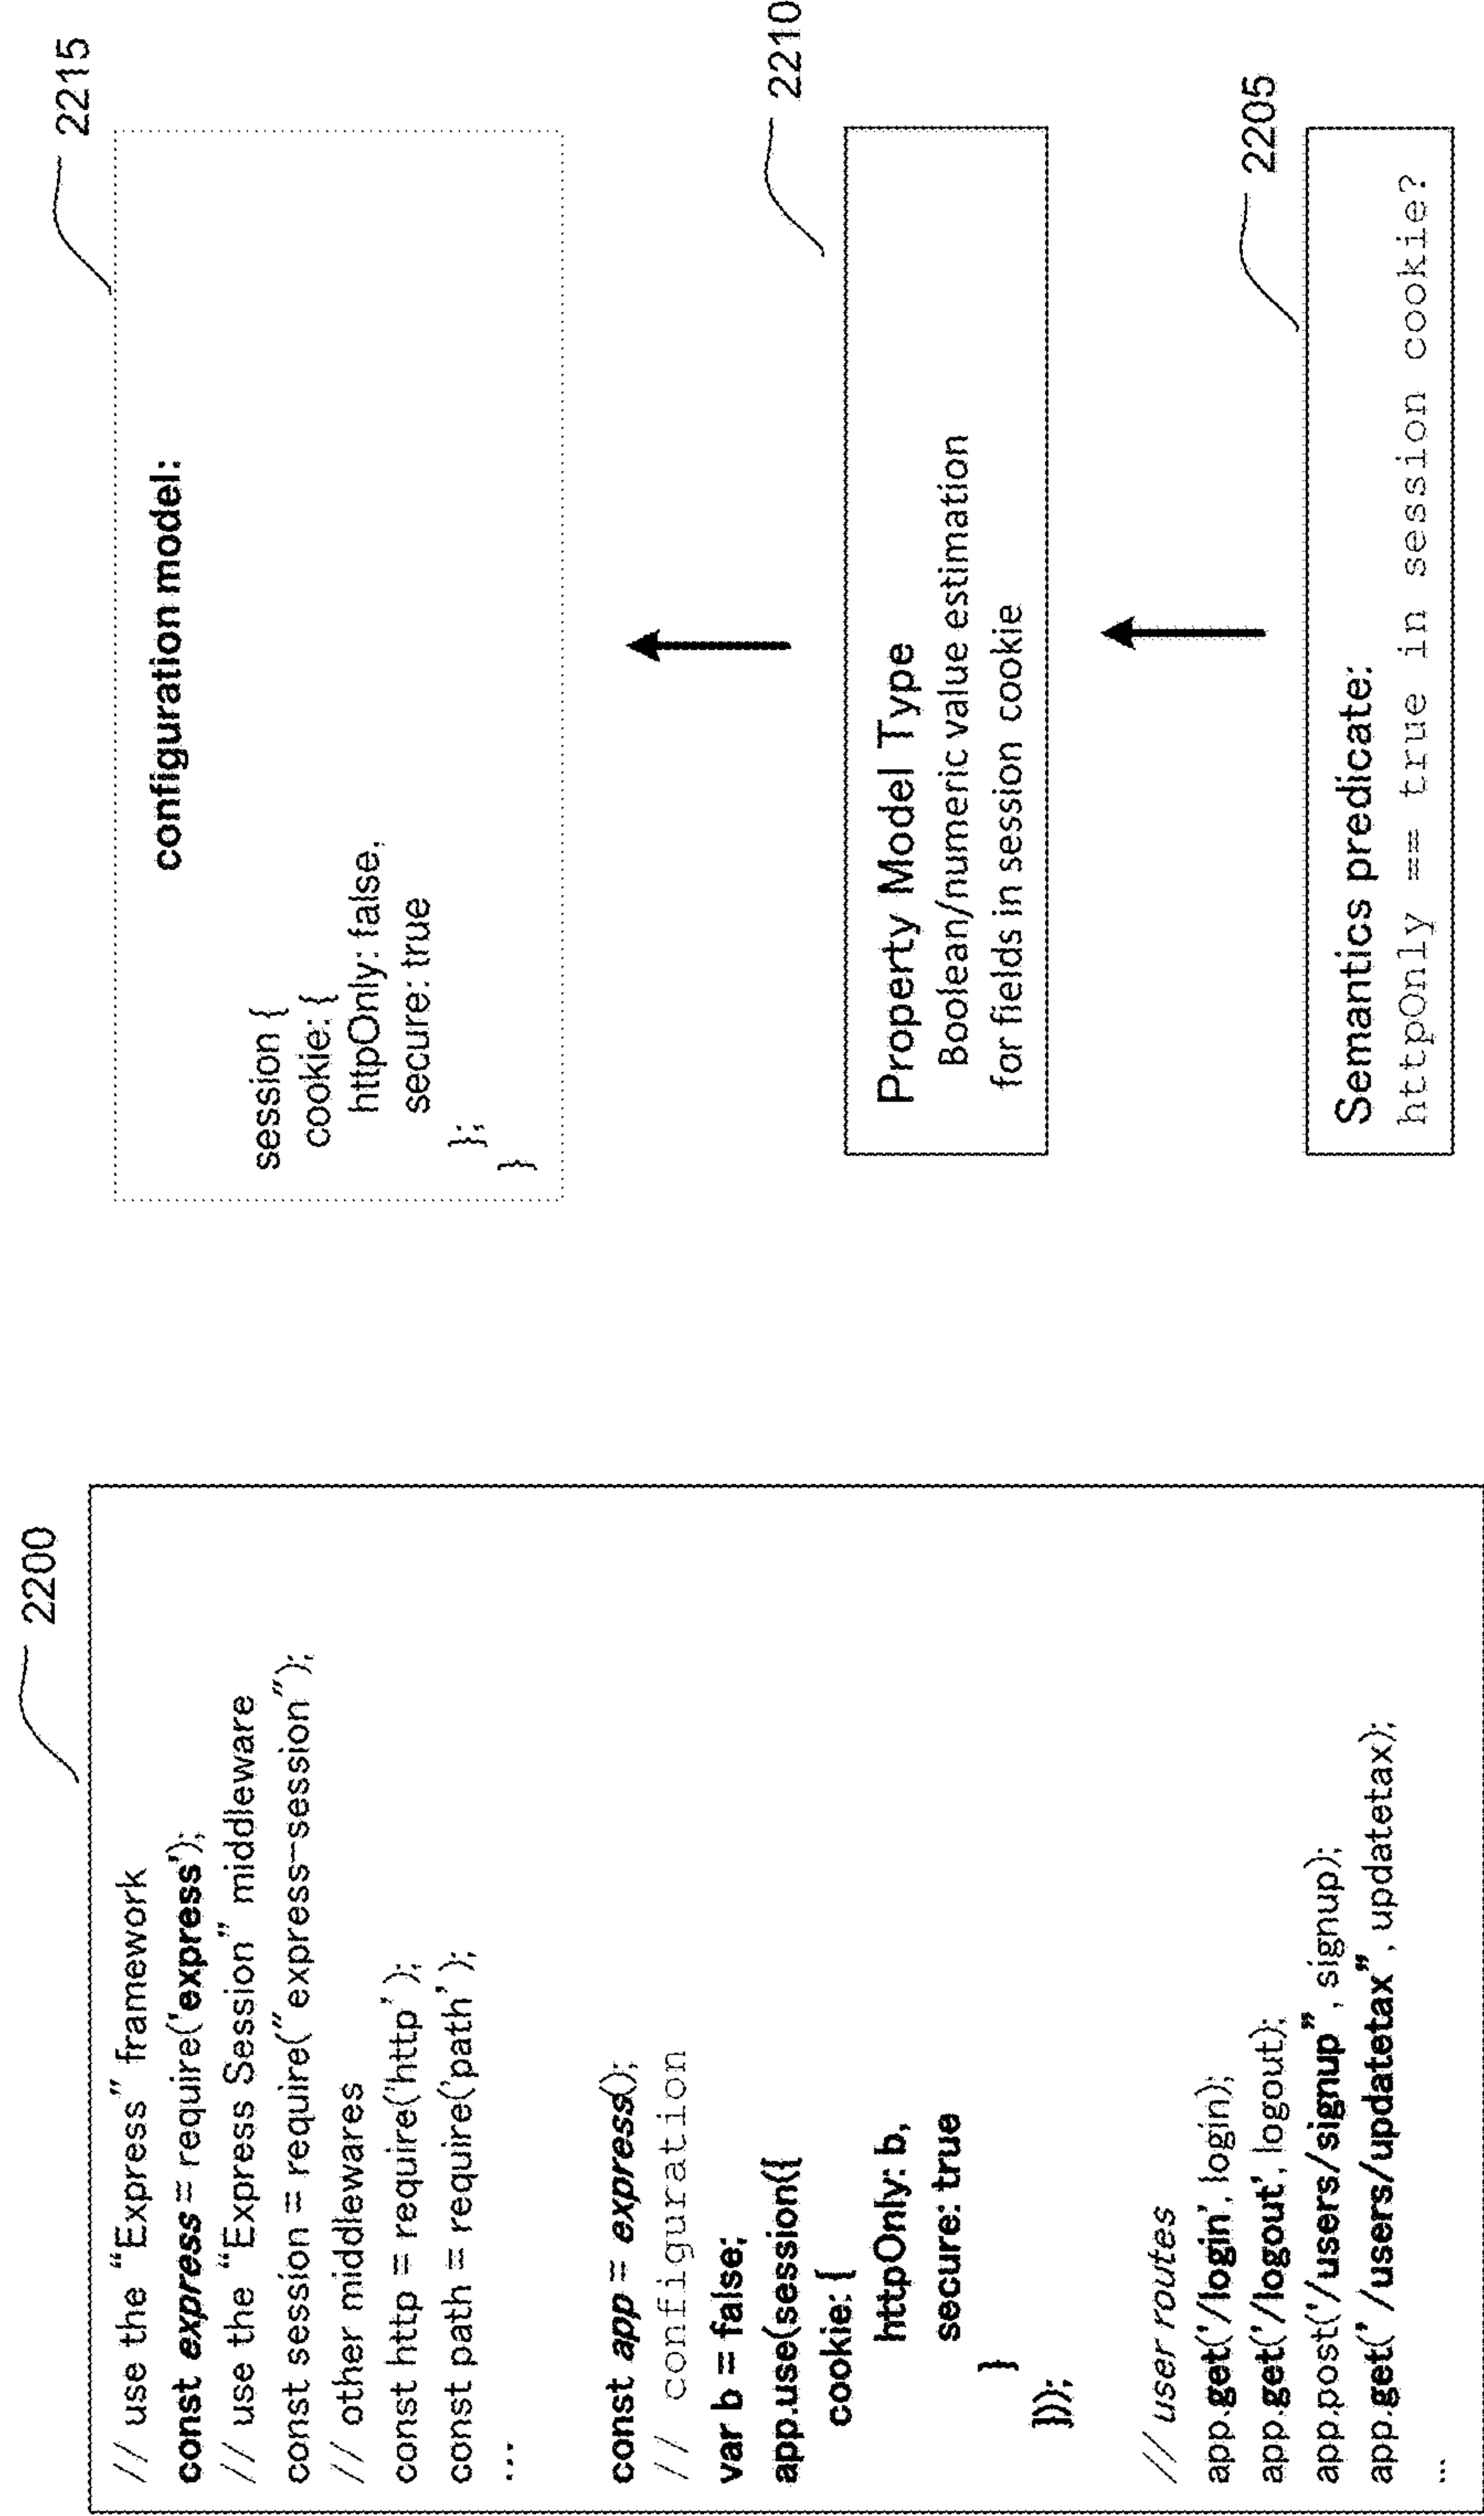 2200
// use the “Express” framework
const express = require('express');
// use the “Express Session” middleware
const session = require(“express-session”);
// other middlewares
const http = require('http');
const path = require('path');
...
const app = express();
// configuration
var b = false;
app.use(session({
cookie: {
httpOnly: b,
secure: true
}
}));
// user routes
app.get('/login', login);
app.get('/logout', logout);
app.post('/users/signup”, signup);
app.get(' /users/updatetax”, updatetax);
...
2215
configuration model:
session {
cookie: {
httpOnly: false,
secure: true
};
}
2210
Property Model Type
Boolean/numeric value estimation
for fields in session cookie
2205
Semantics predicate:
httpOnly == true in session cookie?